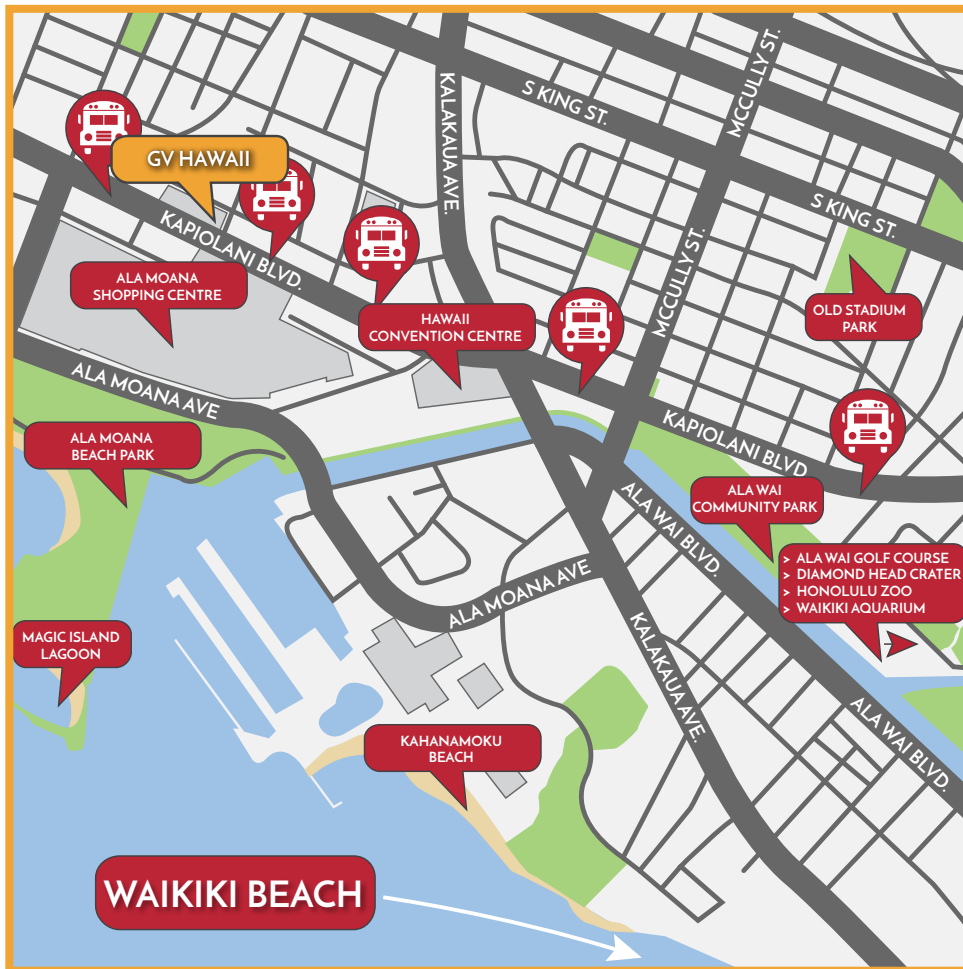 KALAKAUA AVE.
S KING ST.
MCCULLY ST.
GV HAWAII
S KING ST.
KAPIOLANI BLVD.
MCCULLY ST.
ALA MOANA
SHOPPING CENTRE
HAWAII
CONVENTION CENTRE
OLD STADIUM
PARK
ALA MOANA AVE
KAPIOLANI BLVD
ALA MOANA
BEACH PARK
ALA WAI BLVD.
ALA WAI
COMMUNITY PARK
> ALA WAI GOLF COURSE
> DIAMOND HEAD CRATER
> HONOLULU ZOO
> WAIKIKI AQUARIUM
ALA MOANA AVE
MAGIC ISLAND
LAGOON
KALAKAUA AVE.
ALA WAI BLVD.
KAHANAMOKU
BEACH
WAIKIKI BEACH